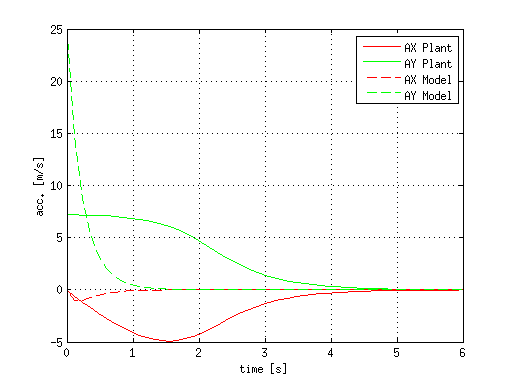 25
20
15
10
5
0
-5
acc. [m/s]
AX Plant
AY Plant
AX Model
AY Model
0 1 2 3 4 5 6
time [s]